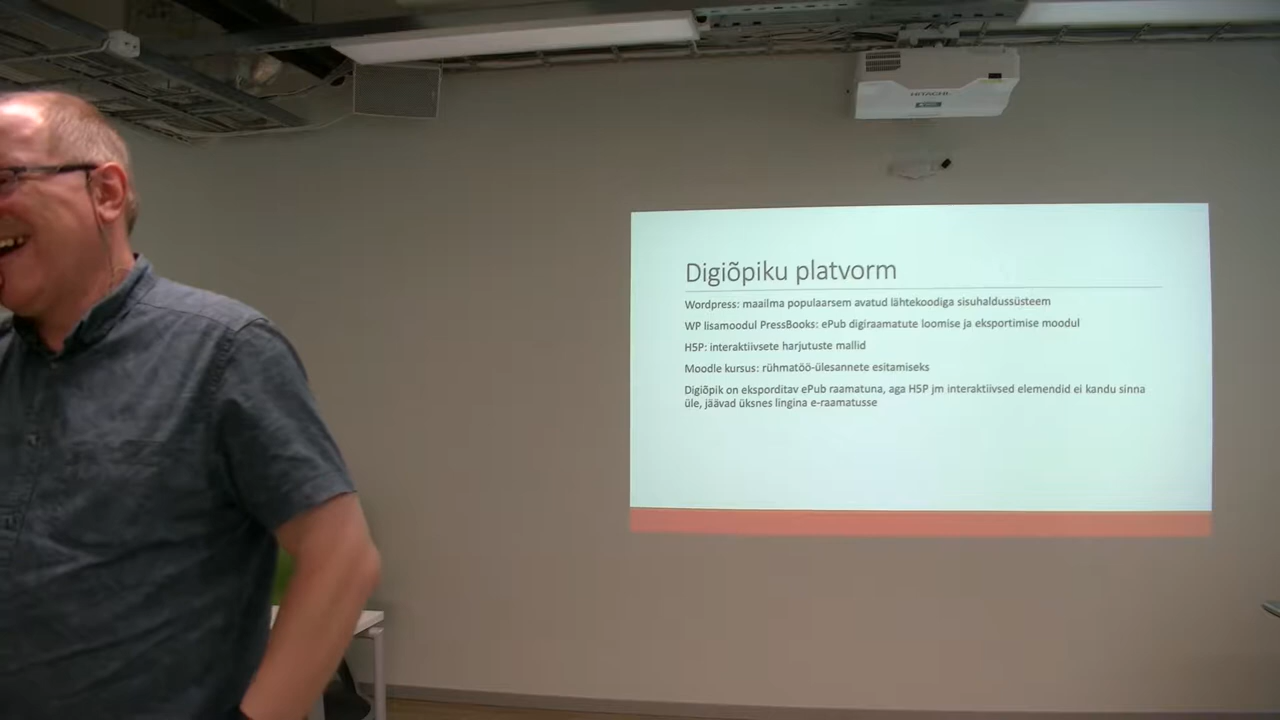 HITACHI
Digiõpiku platvorm
Wordpress: maailma populaarsem avatud lähtekoodiga sisuhaldussüsteem
WP lisamoodul PressBooks: ePub digiraamatute loomise ja eksportimise moodul
H5P: interaktiivsete harjutuste mallid
Moodle kursus: rühmatöö-ülesannete esitamiseks
Digiõpik on eksporditav ePub raamatuna, aga H5P jm interaktiivsed elemendid ei kandu sinna
üle, jäävad üksnes lingina e-raamatusse